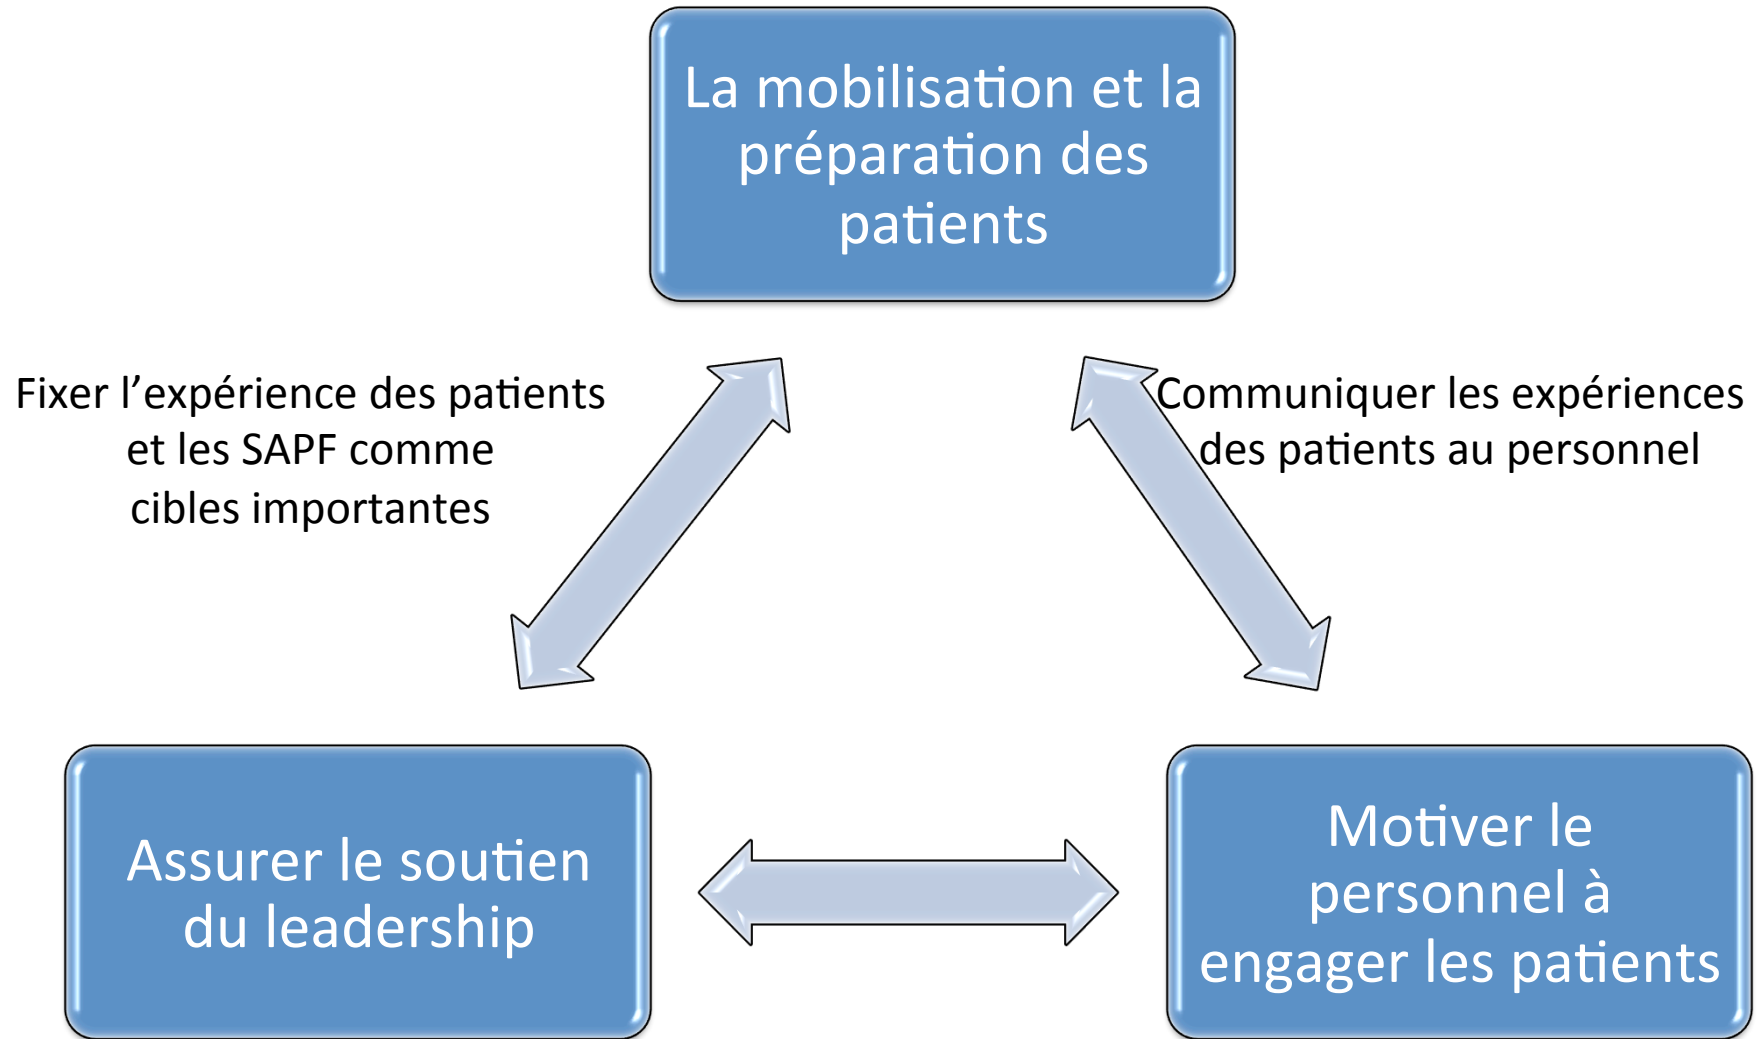 La mobilisation et la
préparation des
patients
Fixer l’expérience des patients
et les SAPF comme
cibles importantes
Communiquer les expériences
des patients au personnel
Assurer le soutien
du leadership
Motiver le
personnel à
engager les patients